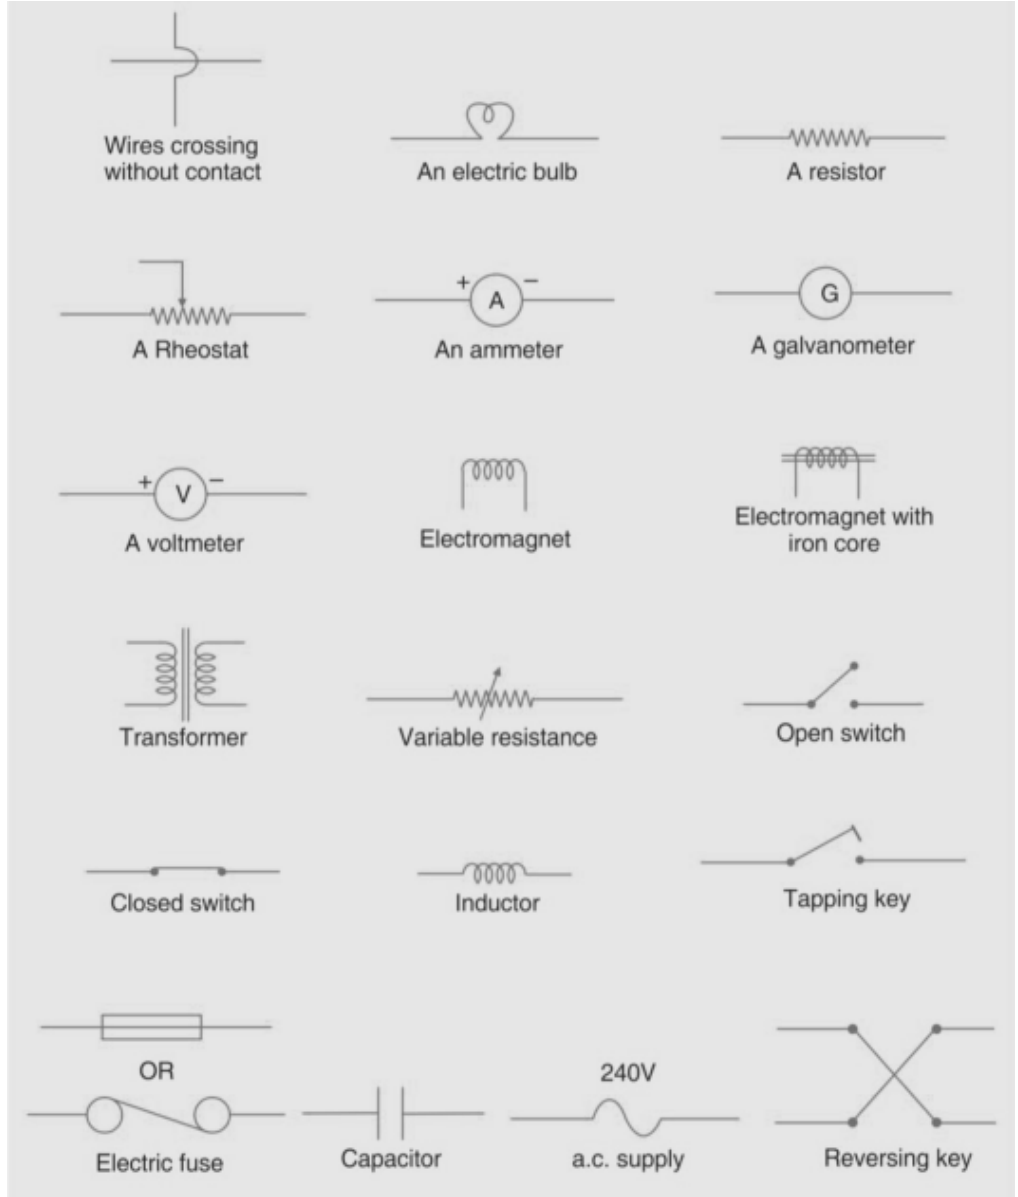 Wires crossing
without contact
An electric bulb
A resistor
A Rheostat
+ A −
An ammeter
G
A galvanometer
+ V −
A voltmeter
Electromagnet
Electromagnet with
iron core
Transformer
Variable resistance
Open switch
Closed switch
Inductor
Tapping key
OR
Electric fuse
Capacitor
240V
a.c. supply
Reversing key